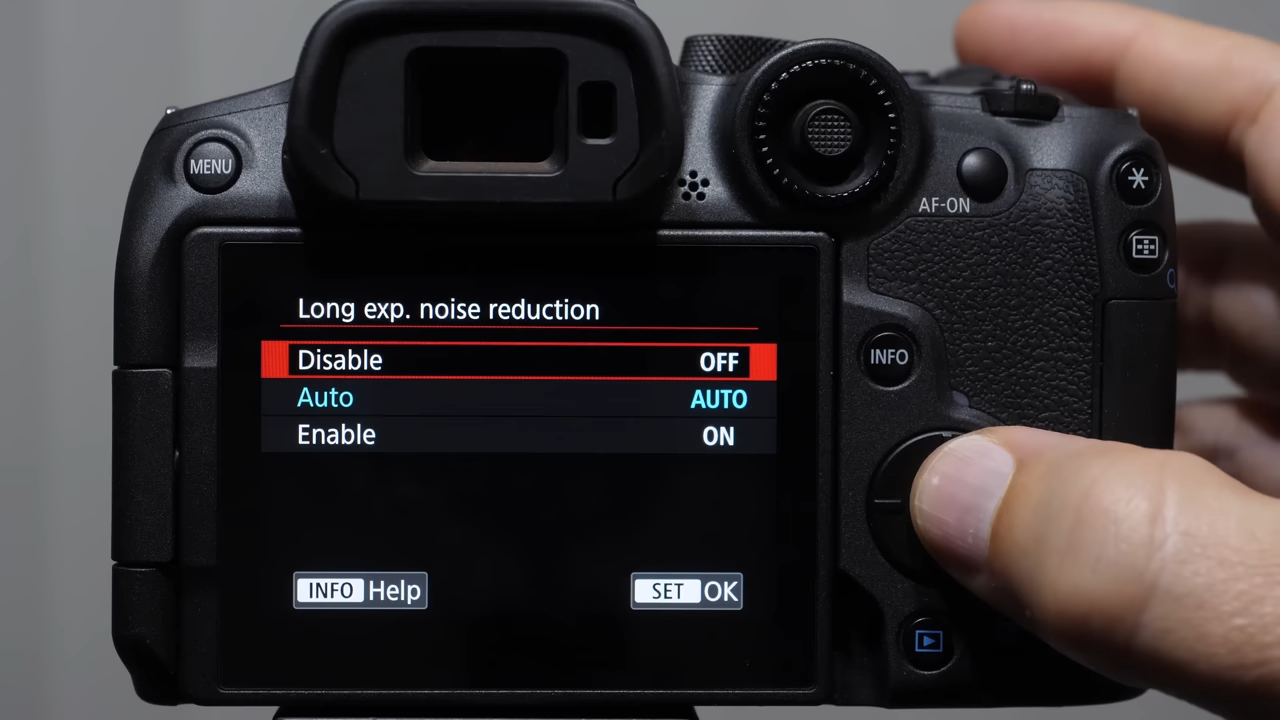 MENU
AF-ON
Long exp. noise reduction
Disable OFF
Auto AUTO
Enable ON
INFO Help
SET OK
INFO